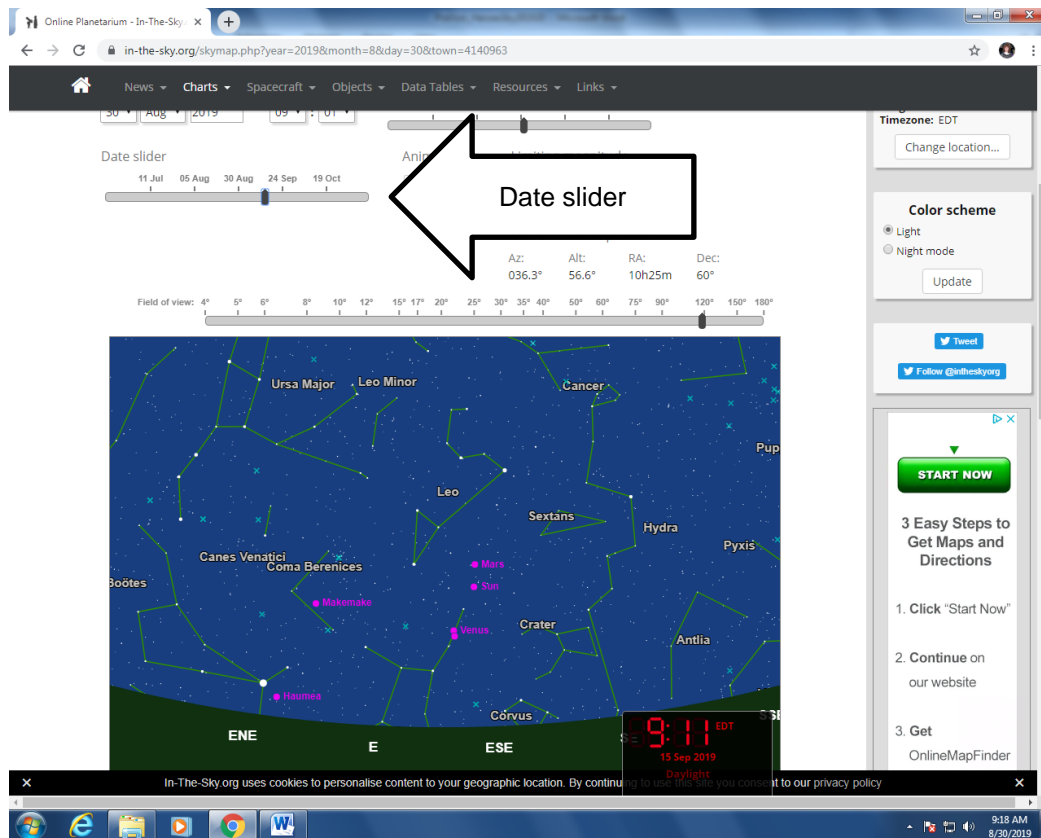 Online Planetarium - In-The-Sky.
in-the-sky.org/skymap.php?year=2019&month=8&day=30&town=4140963
News Charts Spacecraft Objects Data Tables Resources Links
30 Aug 2019 09 : 01
Timezone: EDT
Change location...
Date slider
11 Jul 05 Aug 30 Aug 24 Sep 19 Oct
Date slider
Az: Alt: RA: Dec:
036.3° 56.6° 10h25m 60°
Field of view: 4° 5° 6° 8° 10° 12° 15° 17° 20° 25° 30° 35° 40° 50° 60° 75° 90° 120° 150° 180°
Color scheme
Light
Night mode
Update
Tweet
Follow @intheskyorg
Ursa Major
Leo Minor
Cancer
Pup
Leo
Sextans
Hydra
Pyxis
Canes Venatici
Coma Berenices
Boötes
Mars
Sun
Makemake
Venus
Crater
Antlia
Haumea
Corvus
ENE
E
ESE
SSE
9:11 EDT
15 Sep 2019
Daylight
START NOW
3 Easy Steps to
Get Maps and
Directions
1. Click "Start Now"
2. Continue on
our website
3. Get
OnlineMapFinder
In-The-Sky.org uses cookies to personalise content to your geographic location. By continuing to use this site you consent to our privacy policy
9:18 AM
8/30/2019